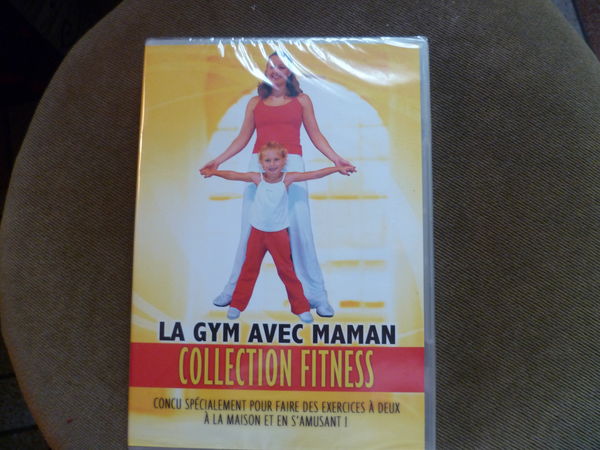 LA GYM AVEC MAMAN
COLLECTION FITNESS
CONCU SPÉCIALEMENT POUR FAIRE DES EXERCICES À DEUX
À LA MAISON ET EN S'AMUSANT !